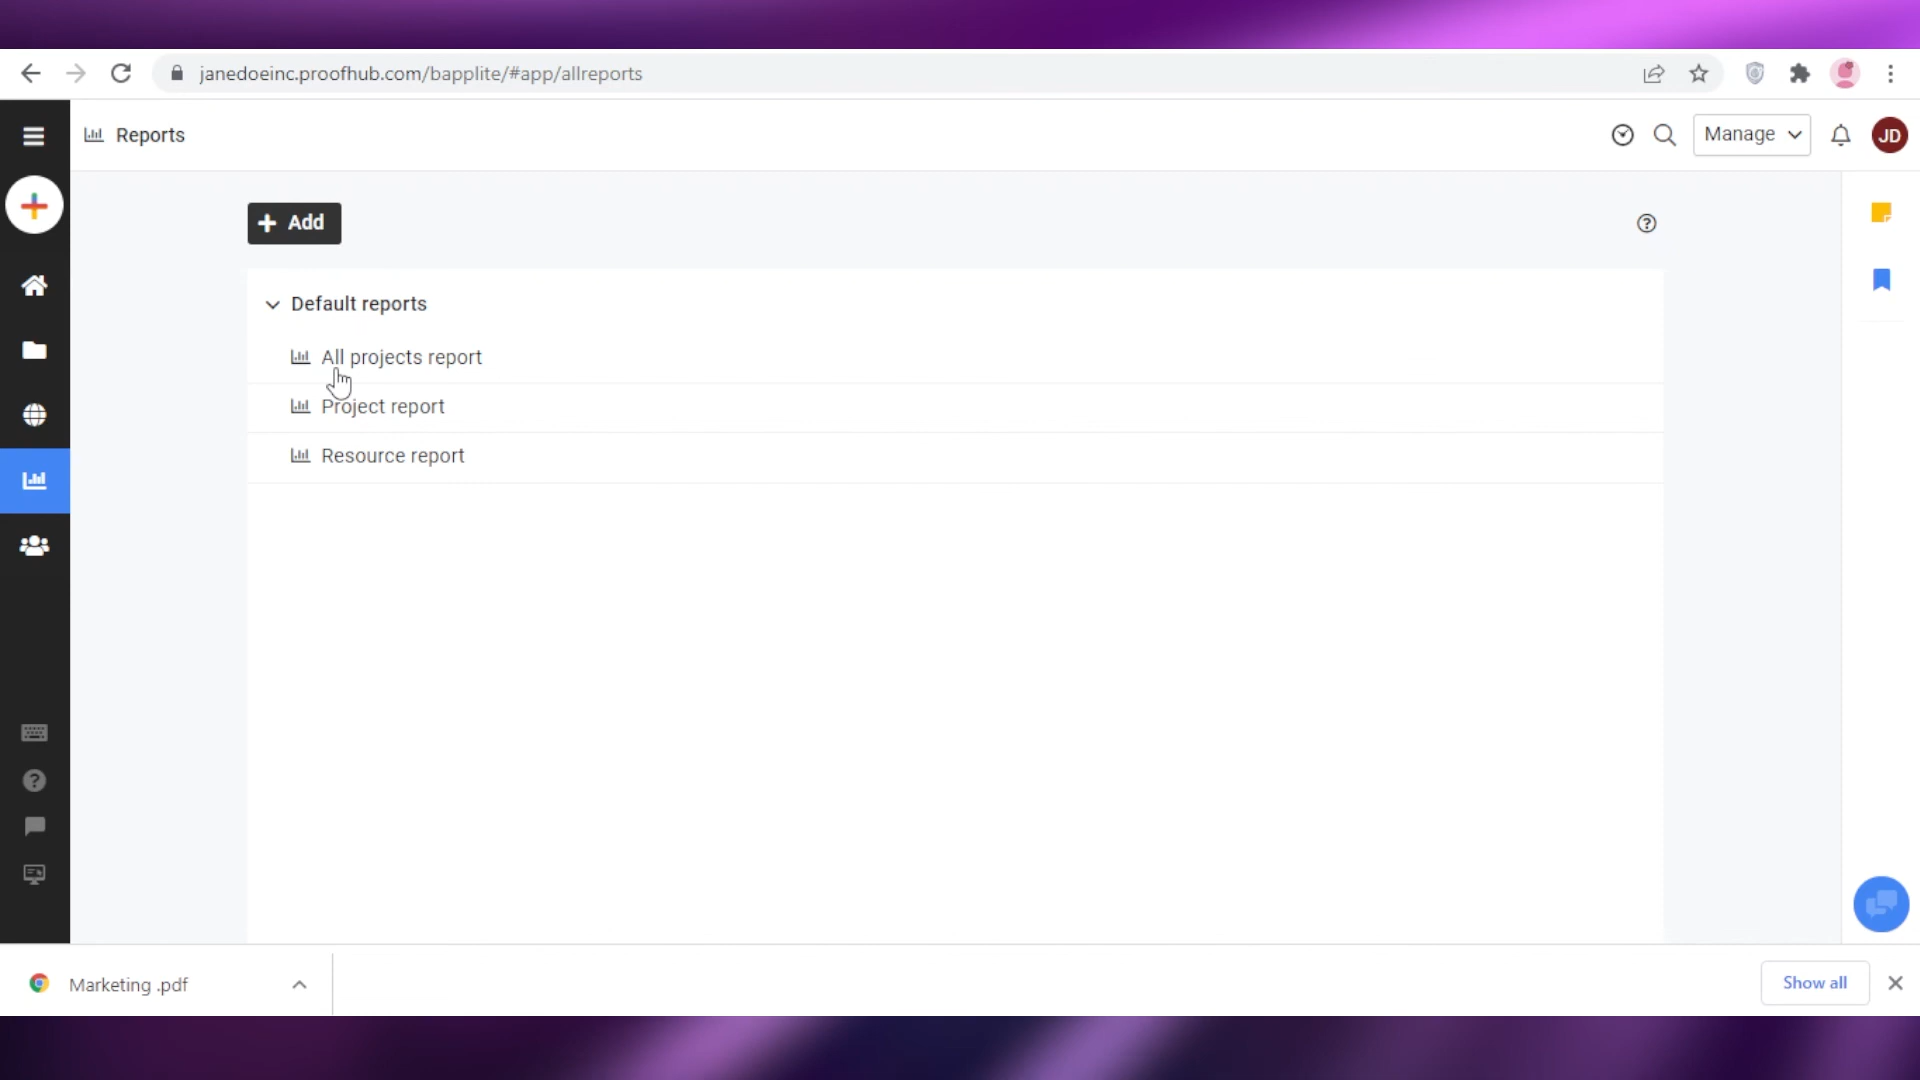 janedoeinc.proofhub.com/bapplite/#app/allreports
Reports
Manage
JD
+ Add
Default reports
All projects report
Project report
Resource report
Marketing .pdf
Show all